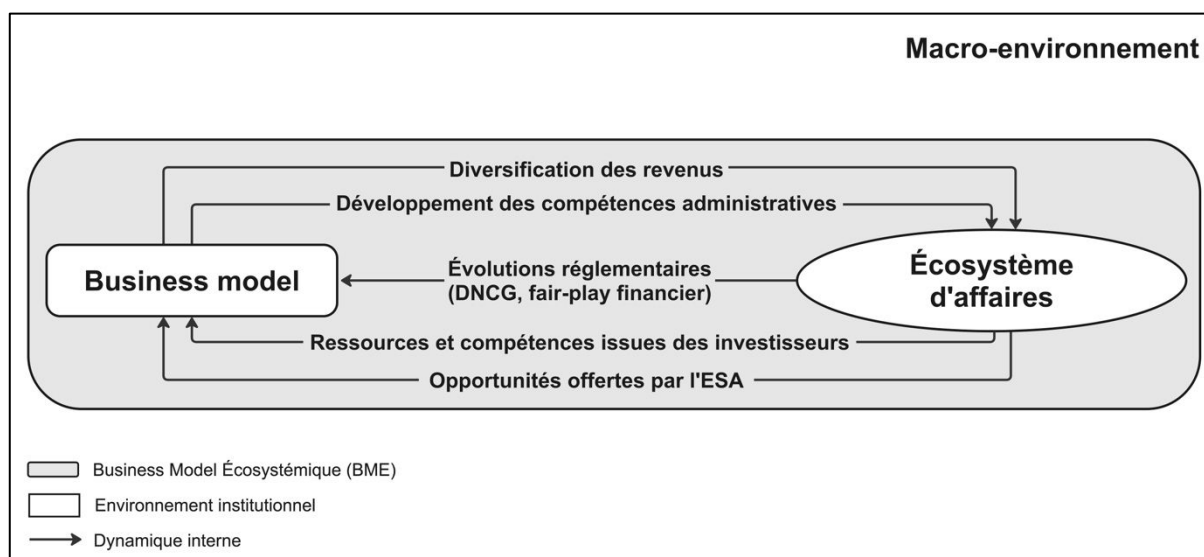 Macro-environnement
Diversification des revenus
Développement des compétences administratives
Business model
Évolutions réglementaires
(DNCG, fair-play financier)
Écosystème
d'affaires
Ressources et compétences issues des investisseurs
Opportunités offertes par l'ESA
Business Model Écosystémique (BME)
Environnement institutionnel
Dynamique interne